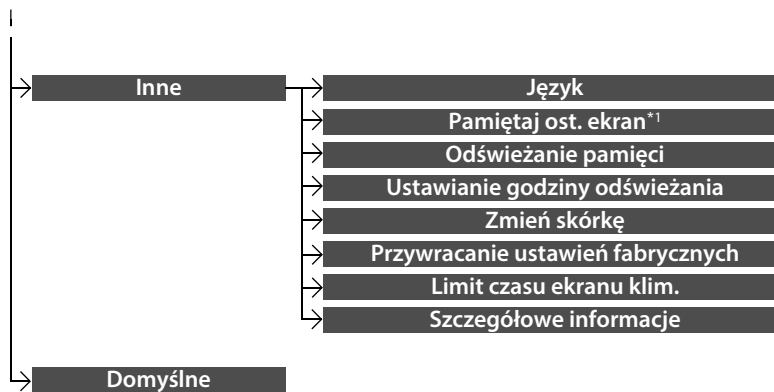 Inne
Język
Pamiętaj ost. ekran*1
Odświeżanie pamięci
Ustawianie godziny odświeżania
Zmień skórkę
Przywracanie ustawień fabrycznych
Limit czasu ekranu klim.
Szczegółowe informacje
Domyślne